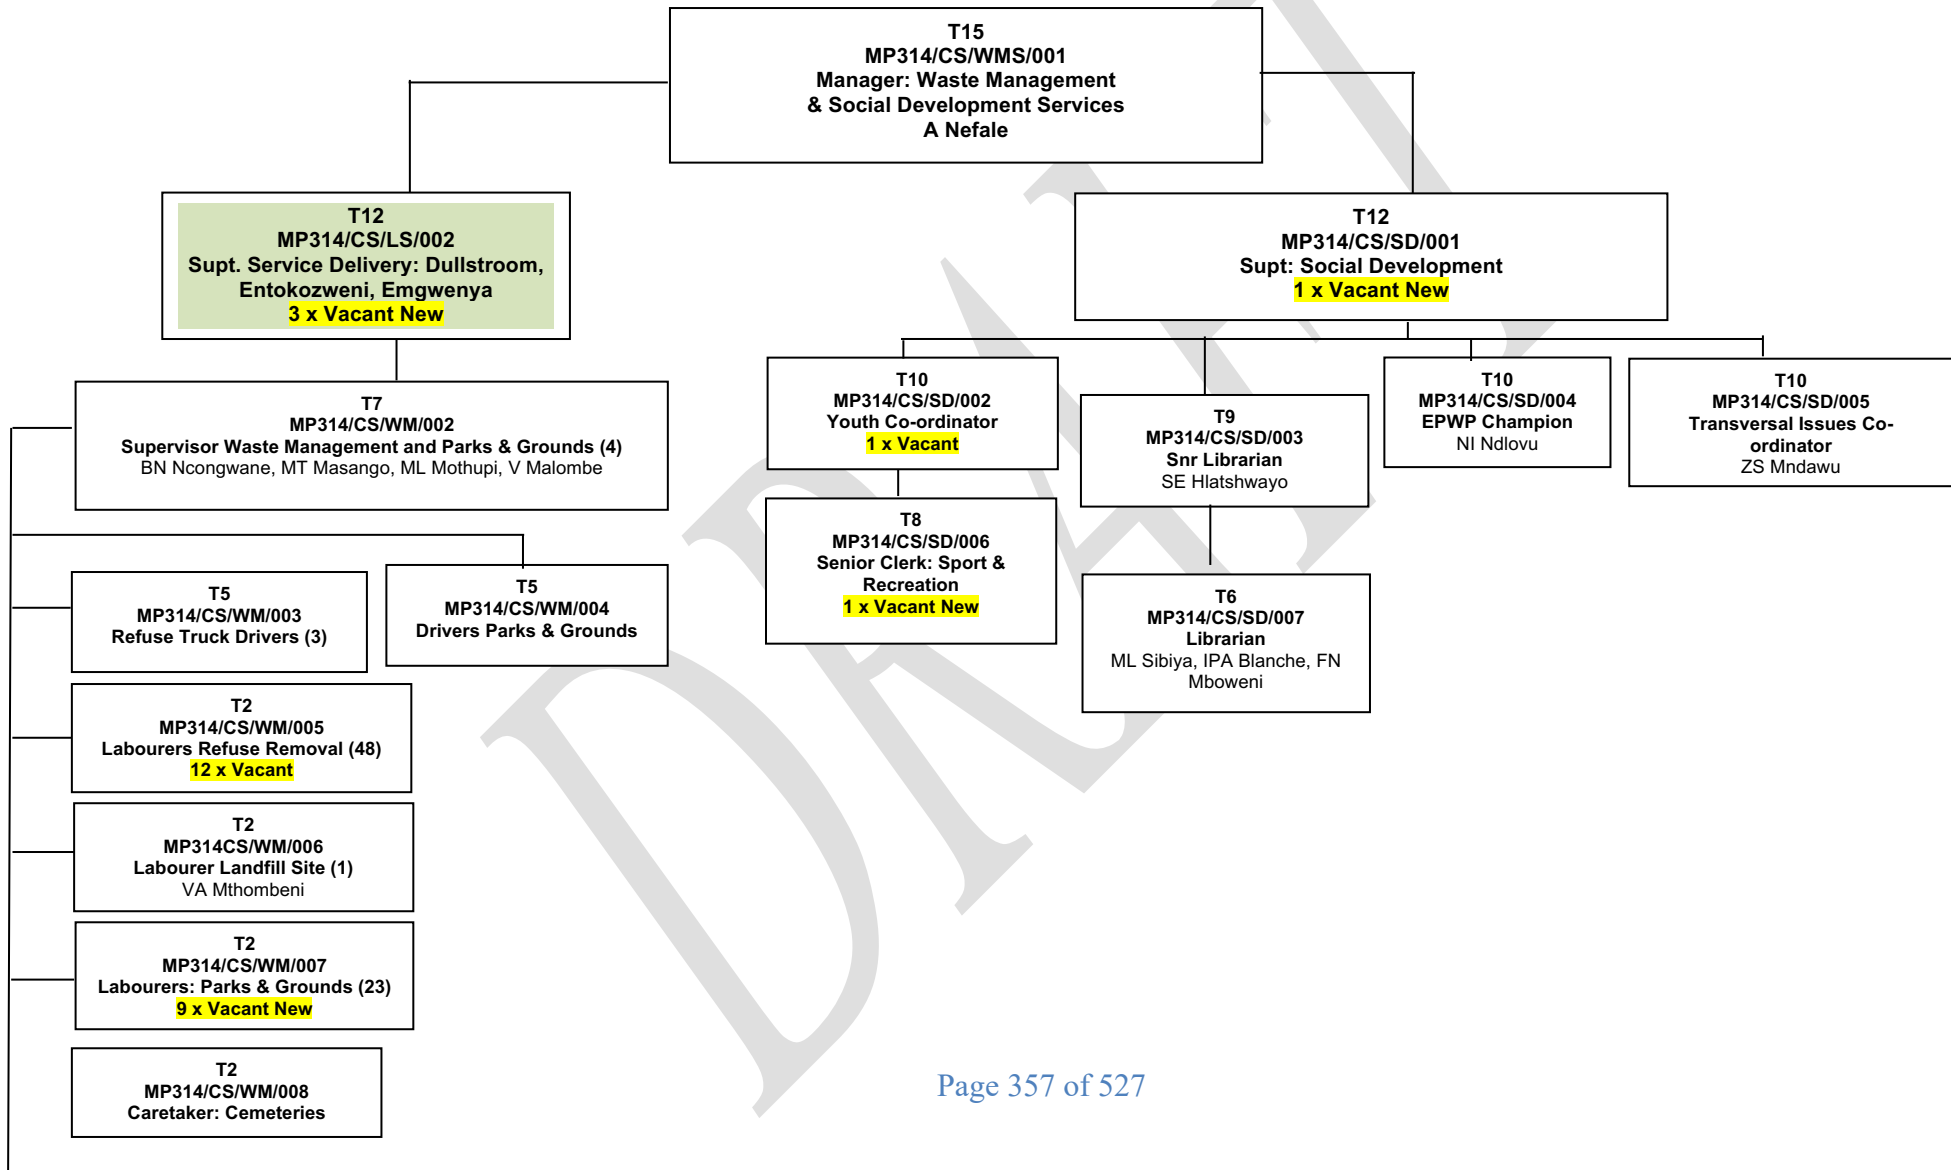 T15
MP314/CS/WMS/001
Manager: Waste Management
& Social Development Services
A Nefale
T12
MP314/CS/LS/002
Supt. Service Delivery: Dullstroom,
Entokozweni, Emgwenya
3 x Vacant New
T12
MP314/CS/SD/001
Supt: Social Development
1 x Vacant New
T7
MP314/CS/WM/002
Supervisor Waste Management and Parks & Grounds (4)
BN Ncongwane, MT Masango, ML Mothupi, V Malombe
T10
MP314/CS/SD/002
Youth Co-ordinator
1 x Vacant
T9
MP314/CS/SD/003
Snr Librarian
SE Hlatshwayo
T10
MP314/CS/SD/004
EPWP Champion
NI Ndlovu
T10
MP314/CS/SD/005
Transversal Issues Co-
ordinator
ZS Mndawu
T8
MP314/CS/SD/006
Senior Clerk: Sport &
Recreation
1 x Vacant New
T6
MP314/CS/SD/007
Librarian
ML Sibiya, IPA Blanche, FN
Mboweni
T5
MP314/CS/WM/003
Refuse Truck Drivers (3)
T5
MP314/CS/WM/004
Drivers Parks & Grounds
T2
MP314/CS/WM/005
Labourers Refuse Removal (48)
12 x Vacant
T2
MP314CS/WM/006
Labourer Landfill Site (1)
VA Mthombeni
T2
MP314/CS/WM/007
Labourers: Parks & Grounds (23)
9 x Vacant New
T2
MP314/CS/WM/008
Caretaker: Cemeteries
DRAFT
Page 357 of 527